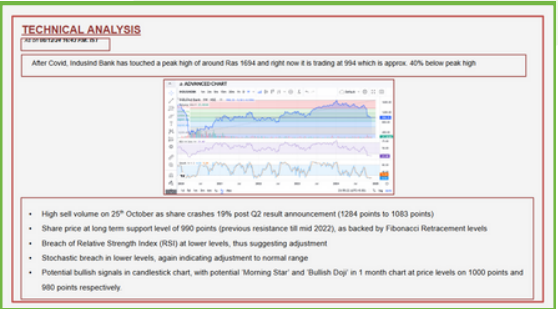 TECHNICAL ANALYSIS
After Covid, IndusInd Bank has touched a peak high of around Ras 1694 and right now it is trading at 994 which is approx. 40% below peak high
ADVANCED CHART
• High sell volume on 25th October as share crashes 19% post Q2 result announcement (1284 points to 1083 points)
• Share price at long term support level of 990 points (previous resistance till mid 2022), as backed by Fibonacci Retracement levels
• Breach of Relative Strength Index (RSI) at lower levels, thus suggesting adjustment
• Stochastic breach in lower levels, again indicating adjustment to normal range
• Potential bullish signals in candlestick chart, with potential 'Morning Star' and 'Bullish Doji' in 1 month chart at price levels on 1000 points and
980 points respectively.